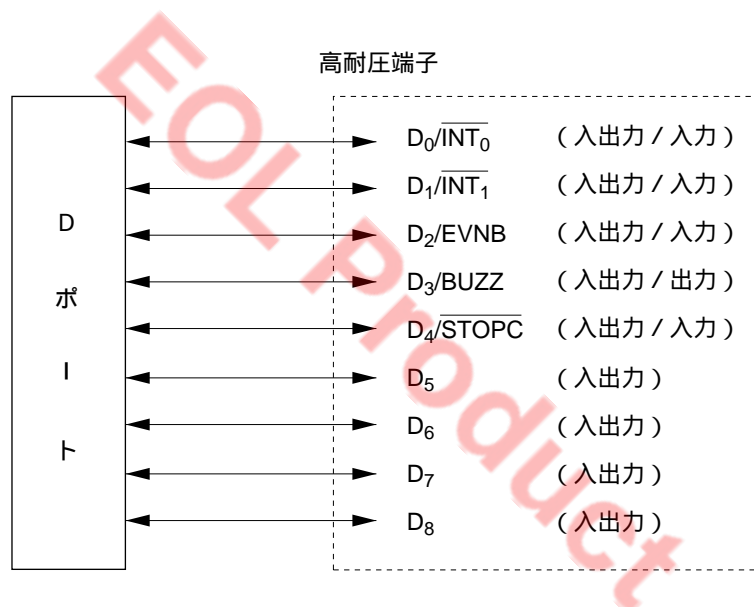 高耐圧端子
Dポート
D₀/I̅N̅T̅₀̅ (入出力/入力)
D₁/I̅N̅T̅₁̅ (入出力/入力)
D₂/EVNB (入出力/入力)
D₃/BUZZ (入出力/出力)
D₄/S̅T̅O̅P̅C̅ (入出力/入力)
D₅ (入出力)
D₆ (入出力)
D₇ (入出力)
D₈ (入出力)
EOL Product